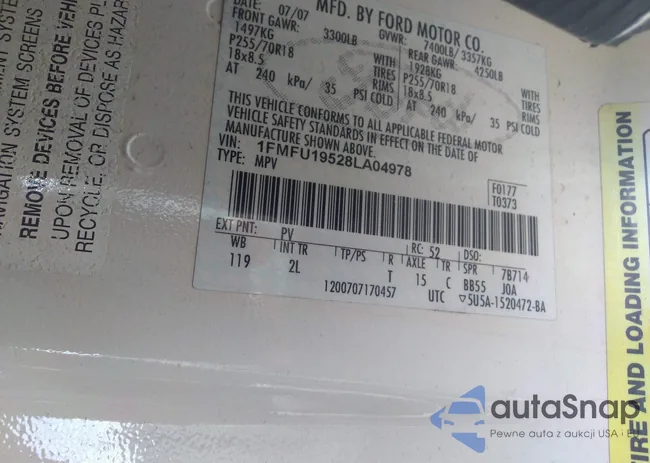 DATE: 07/07
MFD. BY FORD MOTOR CO.
FRONT GAWR: 3300LB
GVWR: 7400LB/ 3357KG
1497KG WITH
REAR GAWR: 4250LB
P255/70R18 TIRES
1928KG WITH
18x8.5 RIMS
P255/70R18 TIRES
AT 240 kPa/ 35 PSI COLD
18x8.5 RIMS
AT 240 kPa/ 35 PSI COLD
THIS VEHICLE CONFORMS TO ALL APPLICABLE FEDERAL MOTOR
VEHICLE SAFETY STANDARDS IN EFFECT ON THE DATE OF
MANUFACTURE SHOWN ABOVE
VIN: 1FMFU19528LA04978
TYPE: MPV
F0177
T0373
EXT PNT: PV RC: 52 DSO:
WB INT TR TP/PS R AXLE TR SPR 7B714
119 2L T 15 C BB55 JOA
1200707170457 UTC ▽5U5A-1520472-BA
SYSTEM SCREENS
REMOVE DEVICES BEFORE
UPON REMOVAL OF DEVICES
RECYCLE, OR DISPOSE AS
TIRE AND LOADING INFORMATION
autoSnap
Pewne auta z aukcji USA i EU